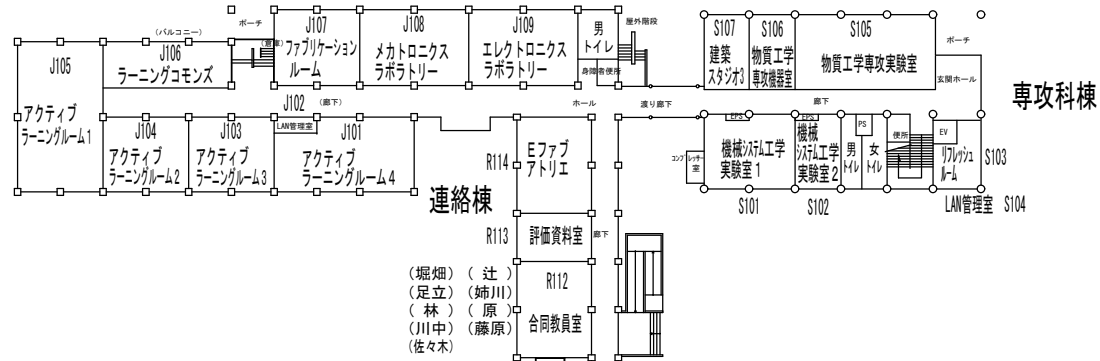 ポーチ
J107
ファブリケーション
ルーム
J108
メカトロニクス
ラボラトリー
J109
エレクトロニクス
ラボラトリー
男
トイレ
身障者便所
屋外階段
S107
建築
スタジオ3
S106
物質工学
専攻機器室
S105
物質工学専攻実験室
ポーチ
玄関ホール
専攻科棟
J105
アクティブ
ラーニングルーム1
(バルコニー)
J106
ラーニングコモンズ
(倉庫)
J102
(廊下)
ホール
渡り廊下
廊下
J104
アクティブ
ラーニングルーム2
J103
アクティブ
ラーニングルーム3
LAN管理室
J101
アクティブ
ラーニングルーム4
連絡棟
R114
Eファブ
アトリエ
コンプレッサー
室
EPS
機械システム工学
実験室1
S101
EPS
機械
システム工学
実験室2
S102
男
トイレ
PS
女
トイレ
便所
EV
リフレッシュ
ルーム
S103
LAN管理室 S104
R113
評価資料室
廊下
R112
合同教員室
(堀畑)(辻)
(足立)(姉川)
(林)(原)
(川中)(藤原)
(佐々木)